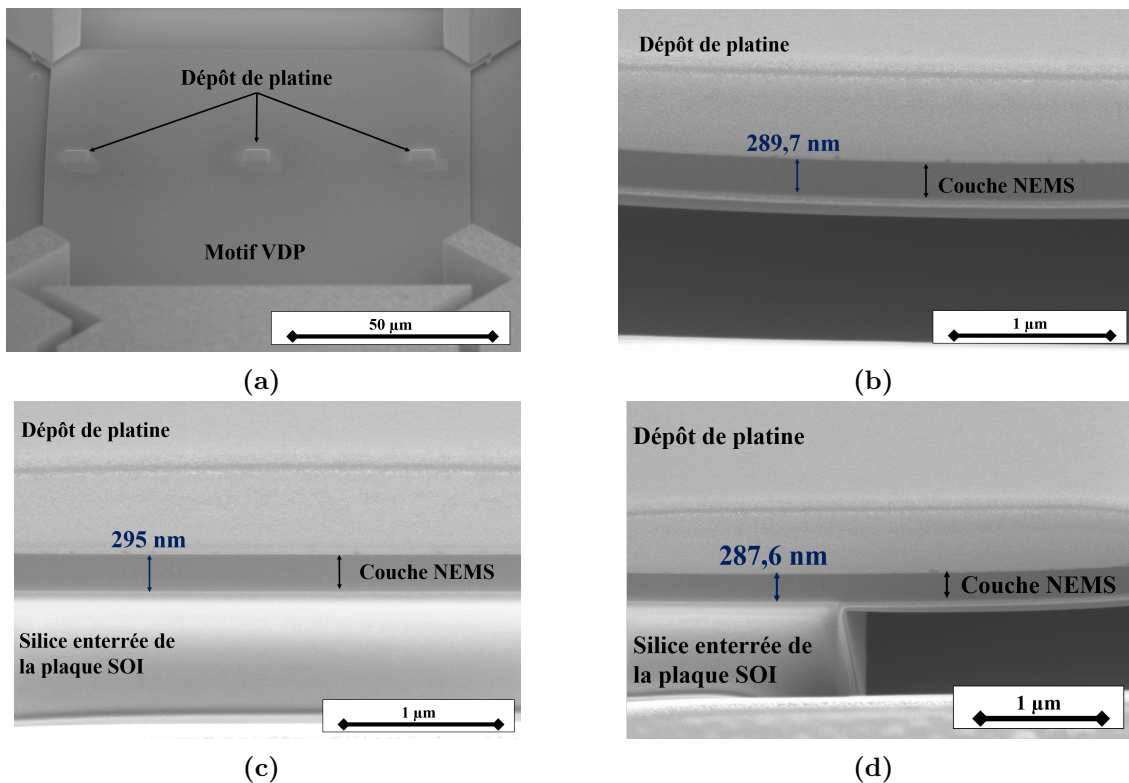 Dépôt de platine
Motif VDP
50 µm
(a)
Dépôt de platine
289,7 nm
Couche NEMS
1 µm
(b)
Dépôt de platine
295 nm
Couche NEMS
Silice enterrée de
la plaque SOI
1 µm
(c)
Dépôt de platine
287,6 nm
Couche NEMS
Silice enterrée de
la plaque SOI
1 µm
(d)